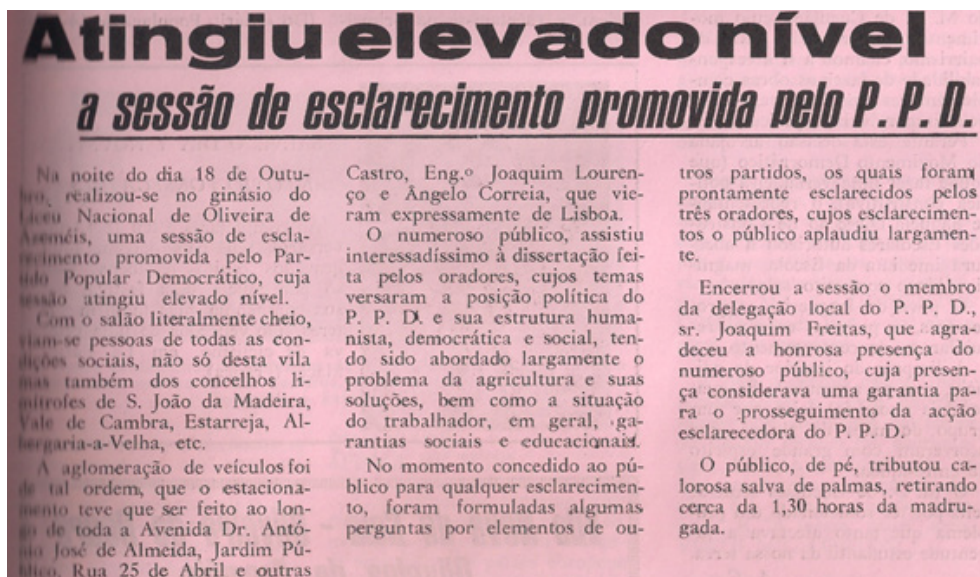 Atingiu elevado nível
a sessão de esclarecimento promovida pelo P. P. D.
Na noite do dia 18 de Outu-
bro, realizou-se no ginásio do
Liceu Nacional de Oliveira de
Azeméis, uma sessão de escla-
recimento promovida pelo Par-
tido Popular Democrático, cuja
sessão atingiu elevado nível.
Com o salão literalmente cheio,
viam-se pessoas de todas as con-
dições sociais, não só desta vila
mas também dos concelhos li-
mítrofes de S. João da Madeira,
Vale de Cambra, Estarreja, Al-
bergaria-a-Velha, etc.
A aglomeração de veículos foi
de tal ordem, que o estaciona-
mento teve que ser feito ao lon-
go de toda a Avenida Dr. Antó-
nio José de Almeida, Jardim Pú-
blico, Rua 25 de Abril e outras
Castro, Eng.º Joaquim Louren-
ço e Ângelo Correia, que vie-
ram expressamente de Lisboa.
O numeroso público, assistiu
interessadíssimo à dissertação fei-
ta pelos oradores, cujos temas
versaram a posição política do
P. P. D. e sua estrutura huma-
nista, democrática e social, ten-
do sido abordado largamente o
problema da agricultura e suas
soluções, bem como a situação
do trabalhador, em geral, ga-
rantias sociais e educacionais.
No momento concedido ao pú-
blico para qualquer esclarecimen-
to, foram formuladas algumas
perguntas por elementos de ou-
tros partidos, os quais foram
prontamente esclarecidos pelos
três oradores, cujos esclarecimen-
tos o público aplaudiu largamen-
te.
Encerrou a sessão o membro
da delegação local do P. P. D.,
sr. Joaquim Freitas, que agra-
deceu a honrosa presença do
numeroso público, cuja presen-
ça considerava uma garantia pa-
ra o prosseguimento da acção
esclarecedora do P. P. D.
O público, de pé, tributou ca-
lorosa salva de palmas, retirando
cerca da 1,30 horas da madru-
gada.